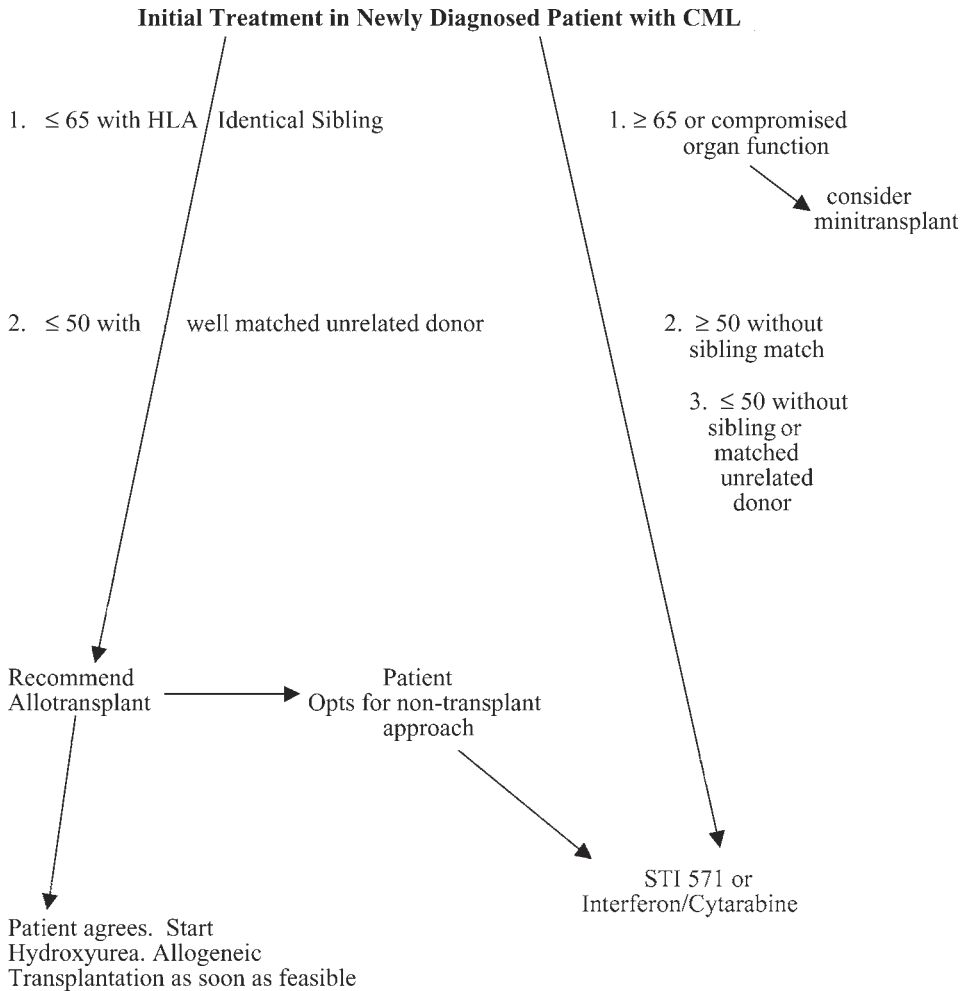 Initial Treatment in Newly Diagnosed Patient with CML
1. ≤ 65 with HLA Identical Sibling
1. ≥ 65 or compromised
organ function
consider
minitransplant
2. ≤ 50 with well matched unrelated donor
2. ≥ 50 without
sibling match
3. ≤ 50 without
sibling or
matched
unrelated
donor
Recommend
Allotransplant
Patient
Opts for non-transplant
approach
STI 571 or
Interferon/Cytarabine
Patient agrees. Start
Hydroxyurea. Allogeneic
Transplantation as soon as feasible